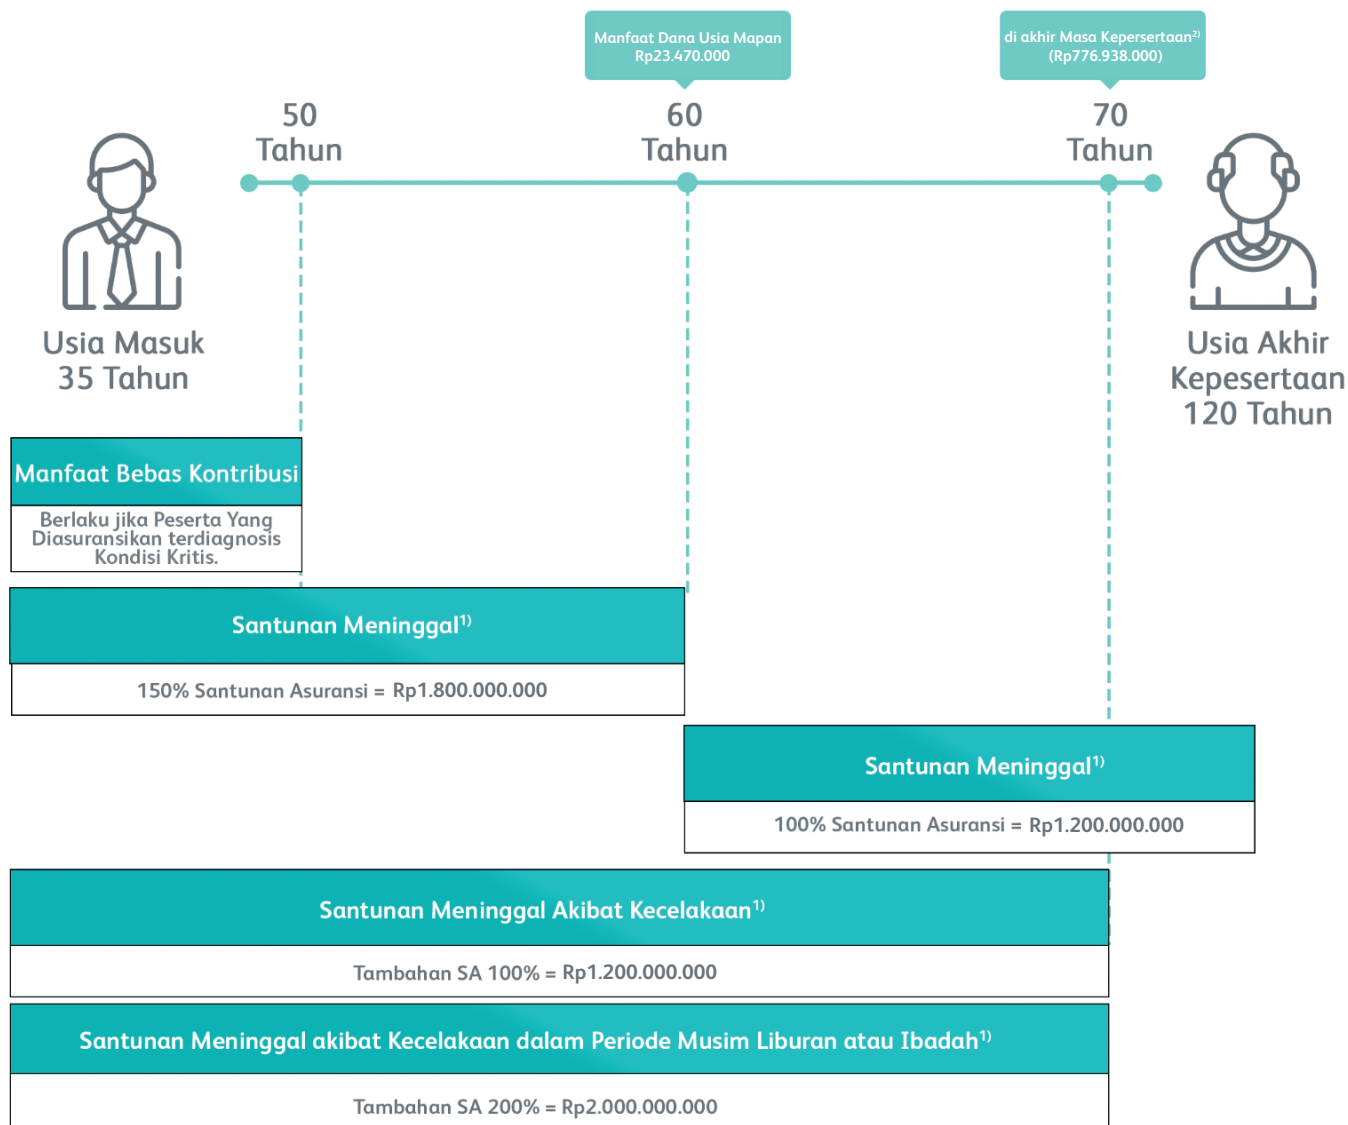 Manfaat Dana Usia Mapan
Rp23.470.000
di akhir Masa Kepersertaan²⁾
(Rp776.938.000)
50
Tahun
60
Tahun
70
Tahun
Usia Masuk
35 Tahun
Usia Akhir
Kepesertaan
120 Tahun
Manfaat Bebas Kontribusi
Berlaku jika Peserta Yang
Diasuransikan terdiagnosis
Kondisi Kritis.
Santunan Meninggal¹⁾
150% Santunan Asuransi = Rp1.800.000.000
Santunan Meninggal¹⁾
100% Santunan Asuransi = Rp1.200.000.000
Santunan Meninggal Akibat Kecelakaan¹⁾
Tambahan SA 100% = Rp1.200.000.000
Santunan Meninggal akibat Kecelakaan dalam Periode Musim Liburan atau Ibadah¹⁾
Tambahan SA 200% = Rp2.000.000.000